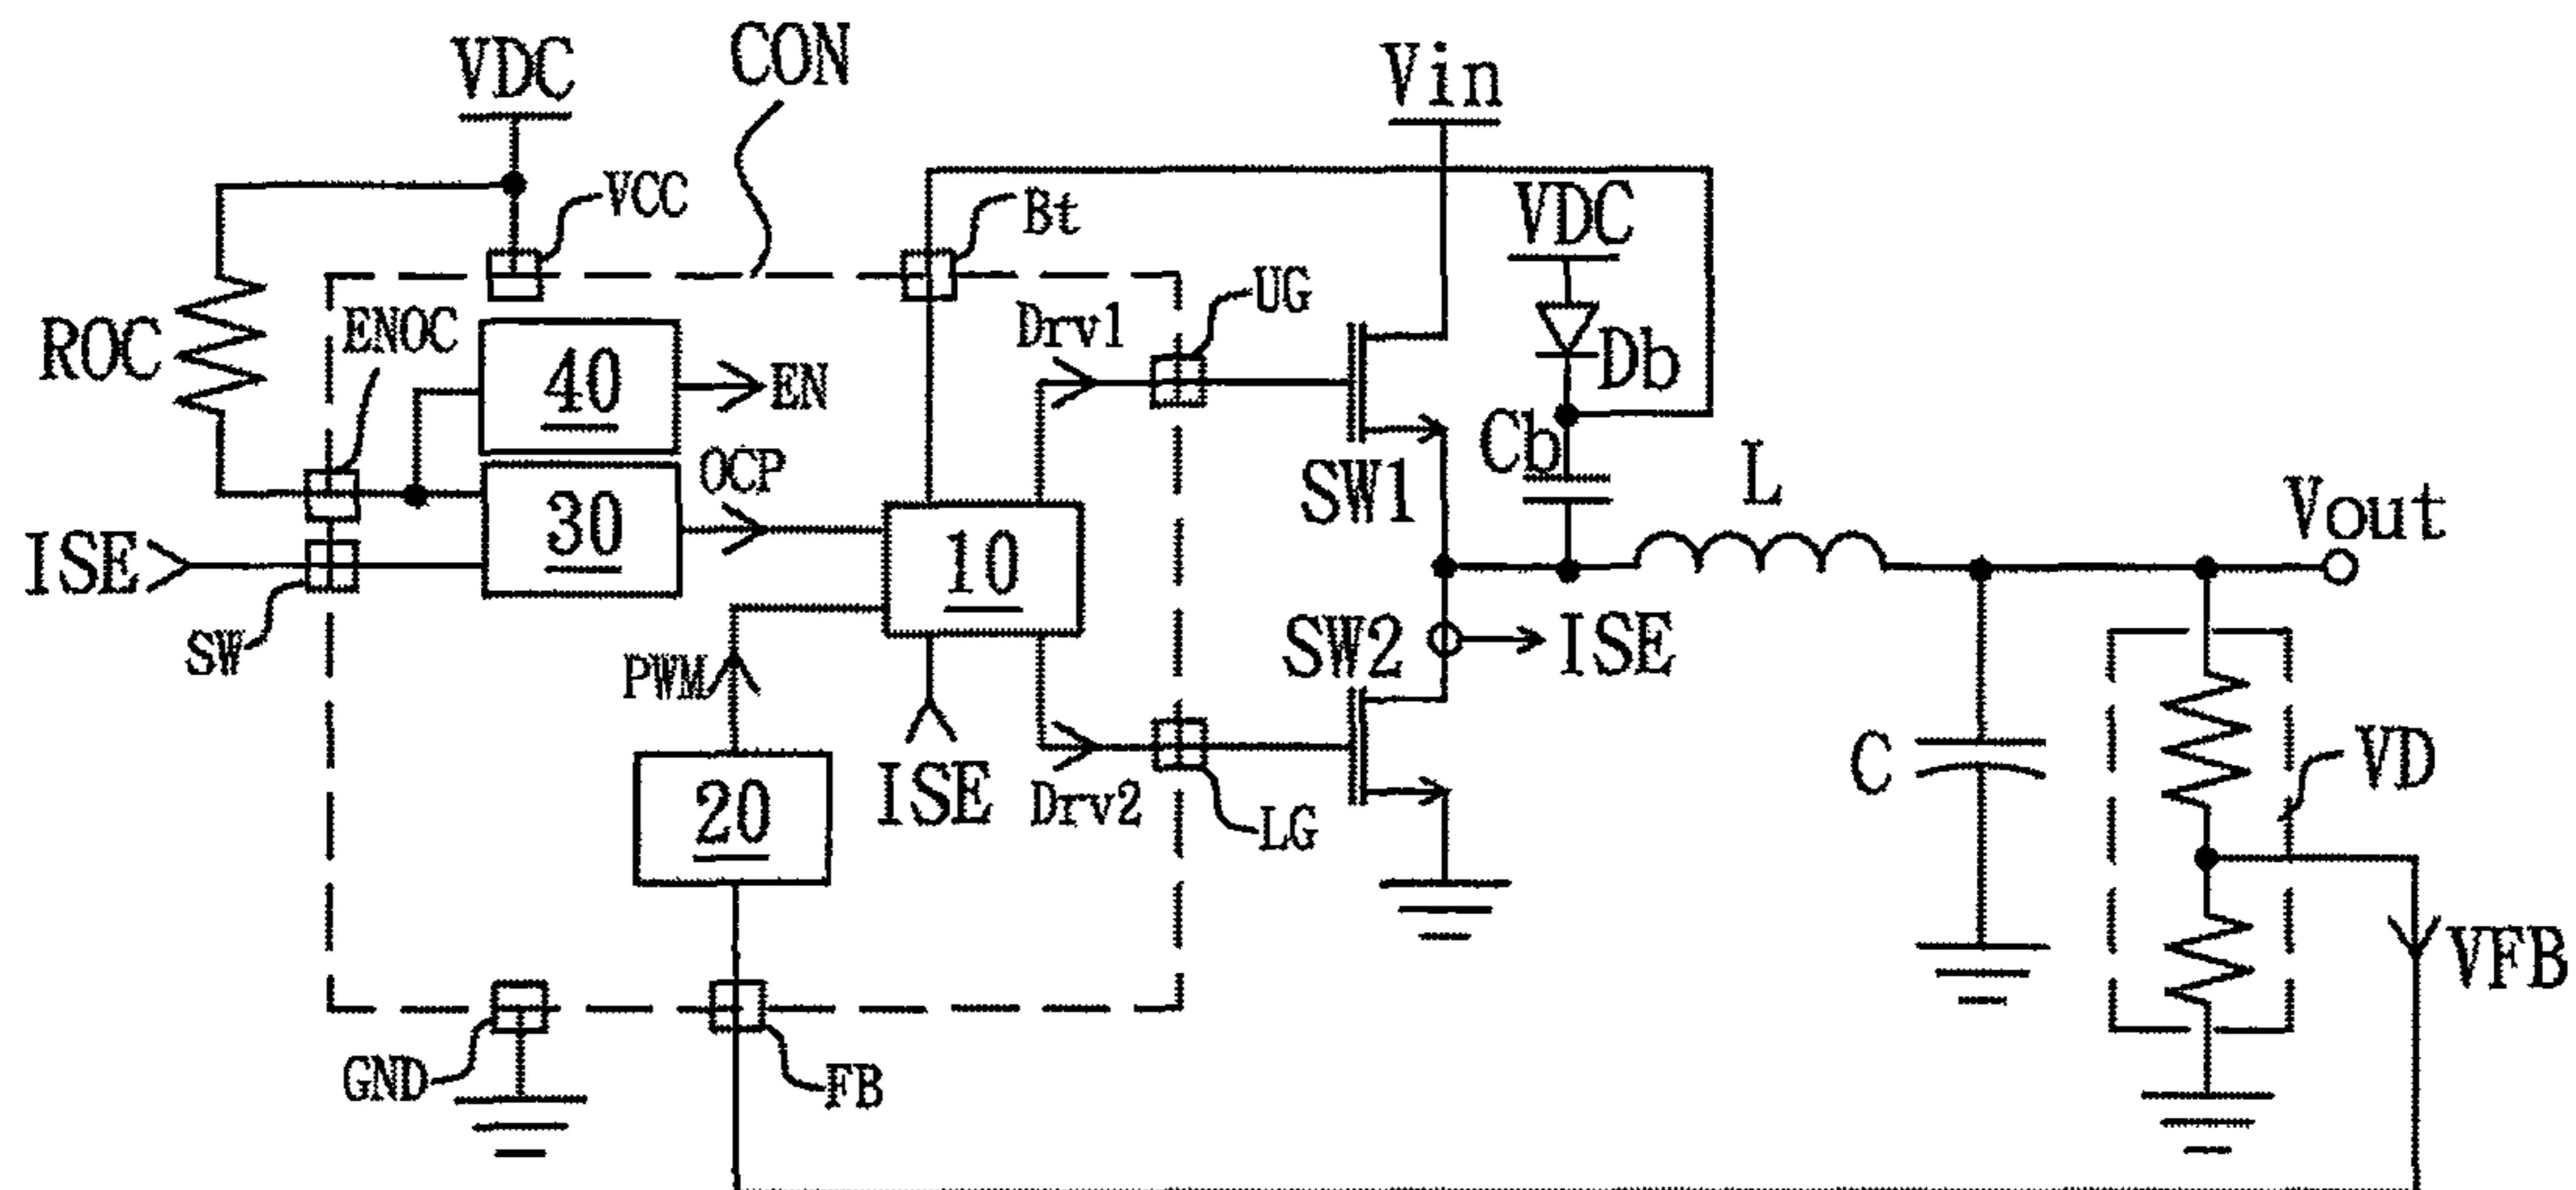 VDC
CON
Vin
VCC
Bt
VDC
UG
ROC
ENOC
40
EN
Drv1
Db
Cb
OCP
SW1
L
Vout
ISE
30
10
SW
PWM
SW2
ISE
20
ISE
Drv2
LG
C
VD
VFB
GND
FB